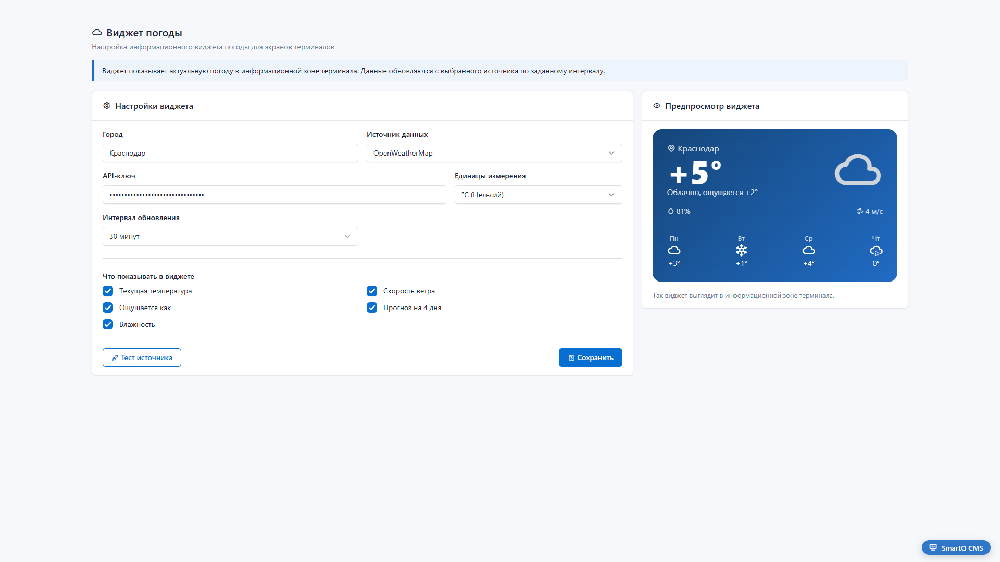 Виджет погоды
Настройка информационного виджета погоды для экранов терминалов
Виджет показывает актуальную погоду в информационной зоне терминала. Данные обновляются с выбранного источника по заданному интервалу.
Настройки виджета
Город
Краснодар
Источник данных
OpenWeatherMap
API-ключ
••••••••••••••••••••••••••••••••
Единицы измерения
°C (Цельсий)
Интервал обновления
30 минут
Что показывать в виджете
Текущая температура
Ощущается как
Влажность
Скорость ветра
Прогноз на 4 дня
Тест источника
Сохранить
Предпросмотр виджета
Краснодар
+5°
Облачно, ощущается +2°
81%
4 м/с
Пн
Вт
Ср
Чт
+3°
+1°
+4°
0°
Так виджет выглядит в информационной зоне терминала.
SmartQ CMS